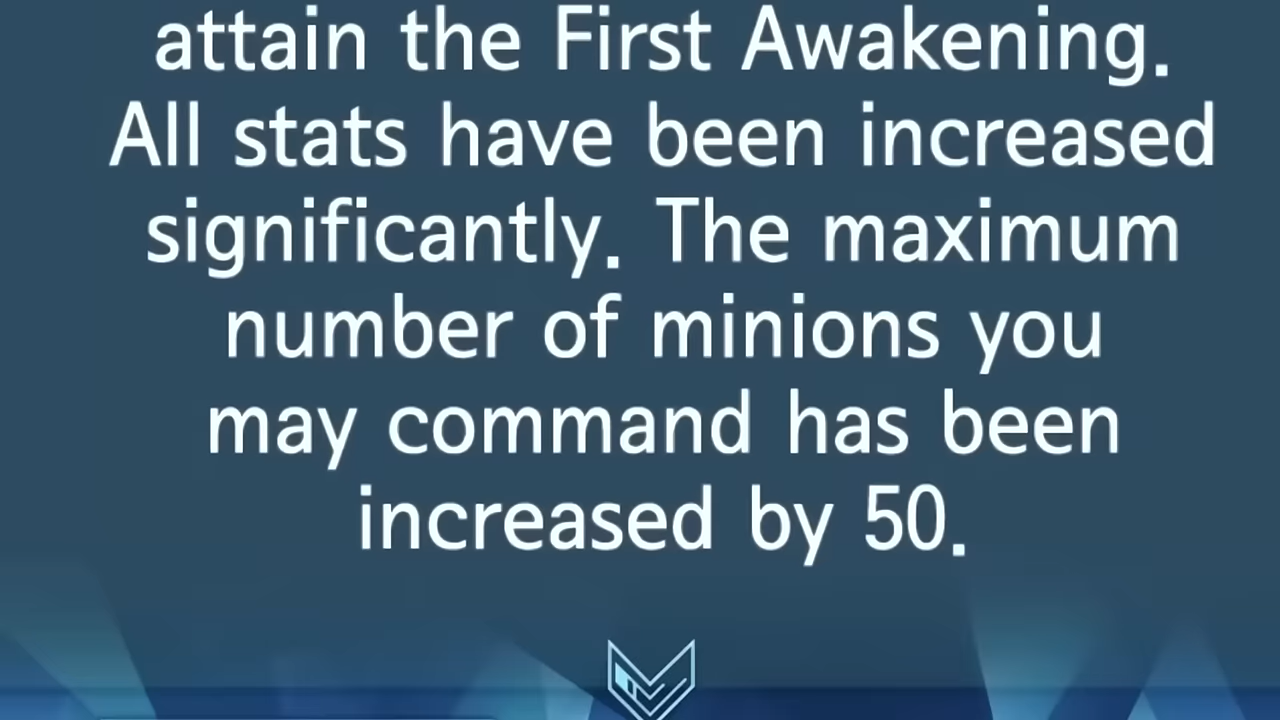 attain the First Awakening.
All stats have been increased
significantly. The maximum
number of minions you
may command has been
increased by 50.